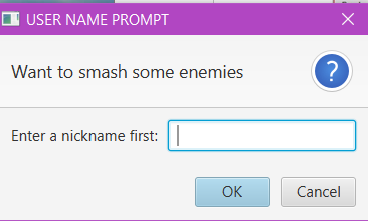 USER NAME PROMPT
Want to smash some enemies
?
Enter a nickname first:
OK Cancel